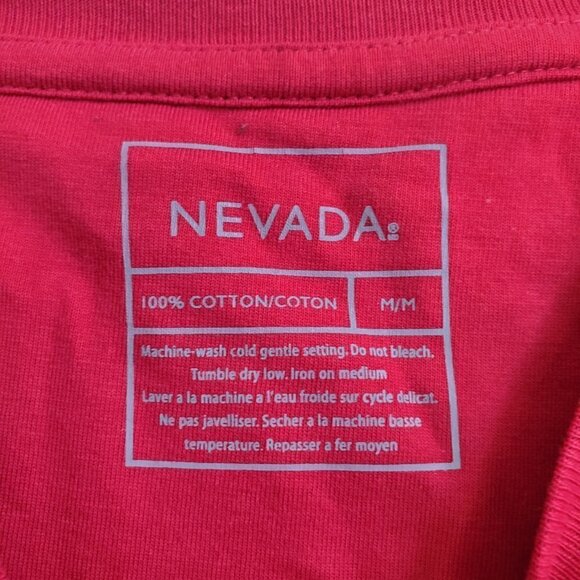 NEVADA®
100% COTTON/COTON M/M
Machine-wash cold gentle setting. Do not bleach.
Tumble dry low. Iron on medium
Laver a la machine a l'eau froide sur cycle delicat.
Ne pas javelliser. Secher a la machine basse
temperature. Repasser a fer moyen